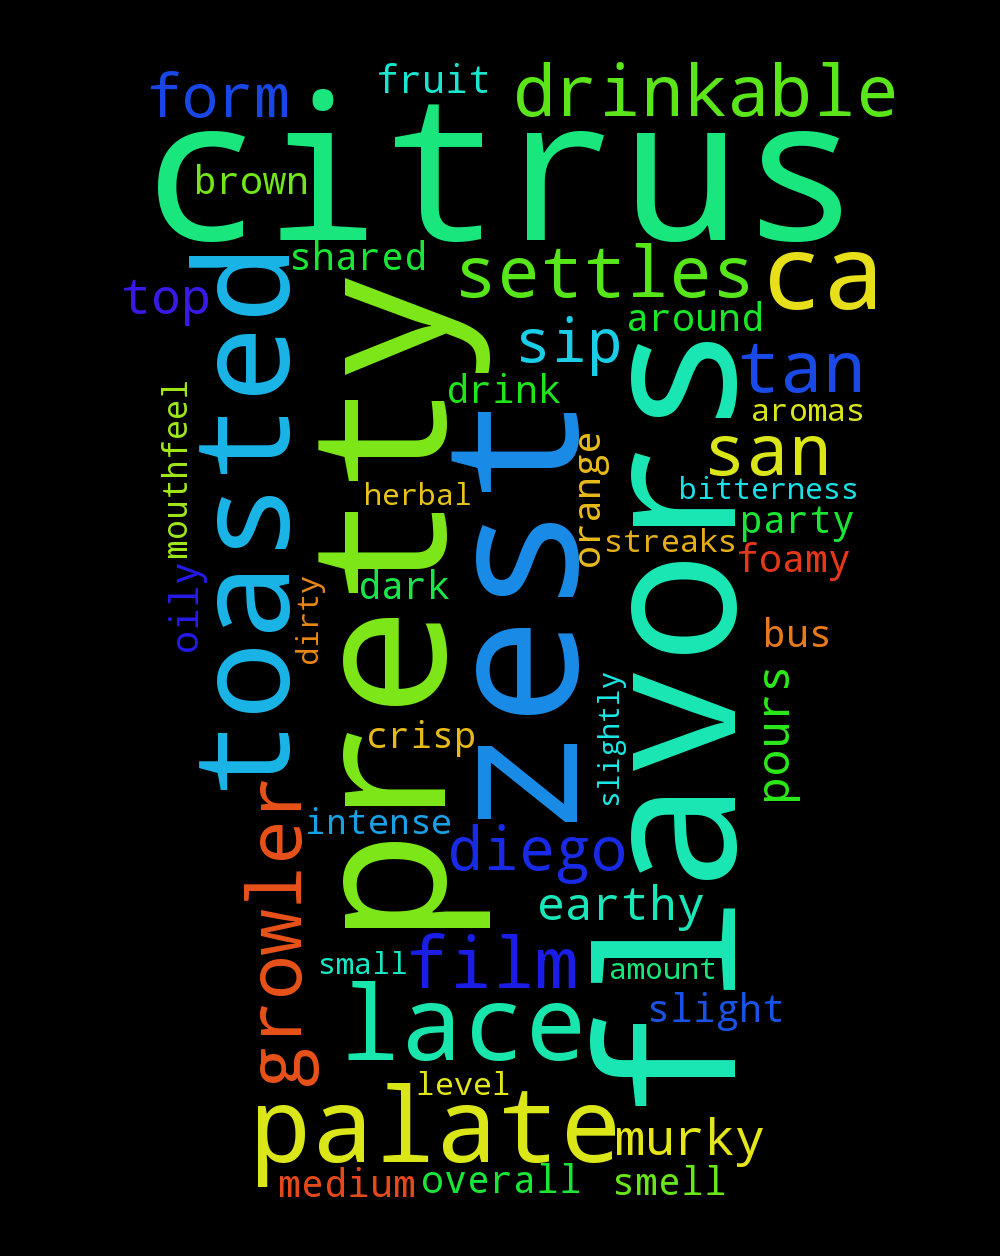 form
fruit
drinkable
citrus
brown
shared
settles
ca
top
toasted
pretty
sip
around
tan
drink
zest
flavors
aromas
mouthfeel
orange
san
herbal
bitterness
streaks
party
foamy
oily
dirty
dark
bus
crisp
slightly
pours
growler
intense
diego
earthy
small
film
amount
lace
slight
level
palate
murky
medium
overall
smell